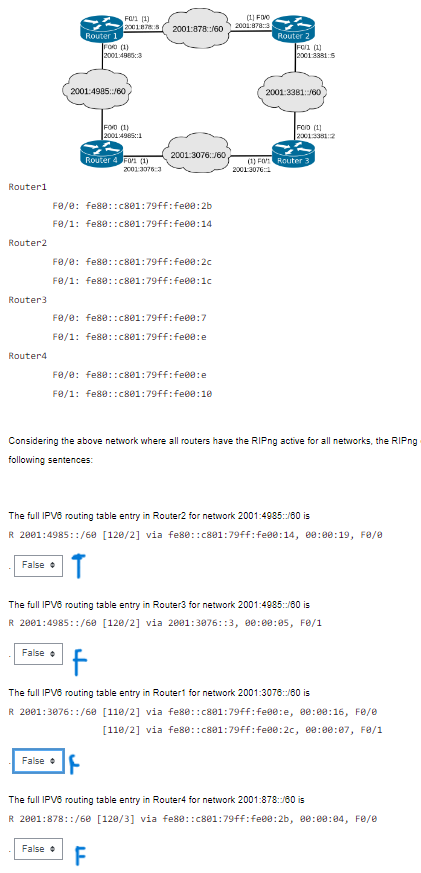 F0/1 (1)
2001:878::8
(1) F0/0
2001:878::3
2001:878::/60
Router 1
Router 2
F0/0 (1)
2001:4985::3
F0/1 (1)
2001:3381::5
2001:4985::/60
2001:3381::/60
F0/0 (1)
2001:4985::1
F0/0 (1)
2001:3381::2
2001:3076::/60
Router 4
F0/1 (1)
2001:3076::3
(1) F0/1
2001:3076::1
Router 3
Router1
F0/0: fe80::c801:79ff:fe00:2b
F0/1: fe80::c801:79ff:fe00:14
Router2
F0/0: fe80::c801:79ff:fe00:2c
F0/1: fe80::c801:79ff:fe00:1c
Router3
F0/0: fe80::c801:79ff:fe00:7
F0/1: fe80::c801:79ff:fe00:e
Router4
F0/0: fe80::c801:79ff:fe00:e
F0/1: fe80::c801:79ff:fe00:10
Considering the above network where all routers have the RIPng active for all networks, the RIPng
following sentences:
The full IPV6 routing table entry in Router2 for network 2001:4985::/60 is
R 2001:4985::/60 [120/2] via fe80::c801:79ff:fe00:14, 00:00:19, F0/0
. False T
The full IPV6 routing table entry in Router3 for network 2001:4985::/60 is
R 2001:4985::/60 [120/2] via 2001:3076::3, 00:00:05, F0/1
. False F
The full IPV6 routing table entry in Router1 for network 2001:3076::/60 is
R 2001:3076::/60 [110/2] via fe80::c801:79ff:fe00:e, 00:00:16, F0/0
[110/2] via fe80::c801:79ff:fe00:2c, 00:00:07, F0/1
. False F
The full IPV6 routing table entry in Router4 for network 2001:878::/60 is
R 2001:878::/60 [120/3] via fe80::c801:79ff:fe00:2b, 00:00:04, F0/0
. False F